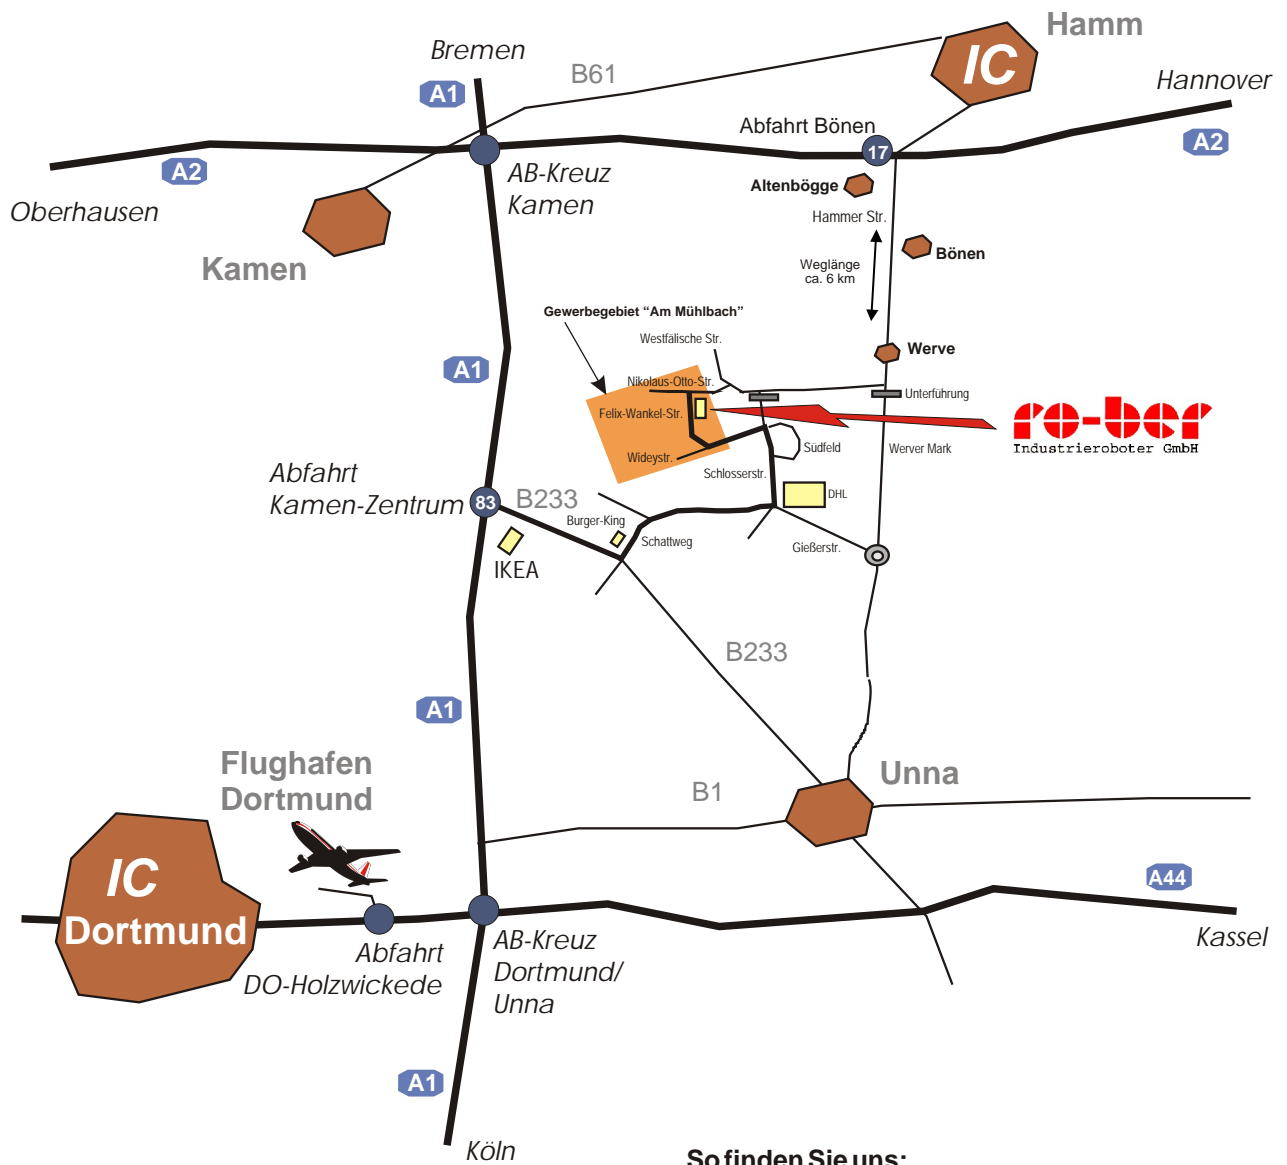 Hamm
IC
Bremen
B61
Hannover
A1
Abfahrt Bönen
17
A2
A2
AB-Kreuz
Kamen
Altenbögge
Oberhausen
Hammer Str.
Kamen
Bönen
Weglänge
ca. 6 km
Gewerbegebiet “Am Mühlbach”
Westfälische Str.
Werve
A1
Nikolaus-Otto-Str.
Unterführung
Felix-Wankel-Str.
ro-ber
Industrieroboter GmbH
Wideystr.
Südfeld
Werver Mark
Schlosserstr.
Abfahrt
Kamen-Zentrum
83
B233
DHL
Burger-King
Schattweg
Gießerstr.
IKEA
B233
A1
Flughafen
Dortmund
Unna
B1
IC
Dortmund
A44
Abfahrt
DO-Holzwickede
AB-Kreuz
Dortmund/
Unna
Kassel
A1
Köln
So finden Sie uns: